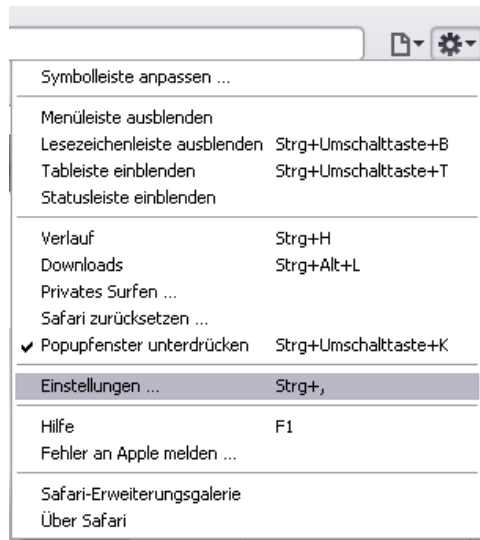 Symbolleiste anpassen ...
Menüleiste ausblenden
Lesezeichenleiste ausblenden Strg+Umschalttaste+B
Tableiste einblenden Strg+Umschalttaste+T
Statusleiste einblenden
Verlauf Strg+H
Downloads Strg+Alt+L
Privates Surfen ...
Safari zurücksetzen ...
Popupfenster unterdrücken Strg+Umschalttaste+K
Einstellungen ... Strg+,
Hilfe F1
Fehler an Apple melden ...
Safari-Erweiterungsgalerie
Über Safari